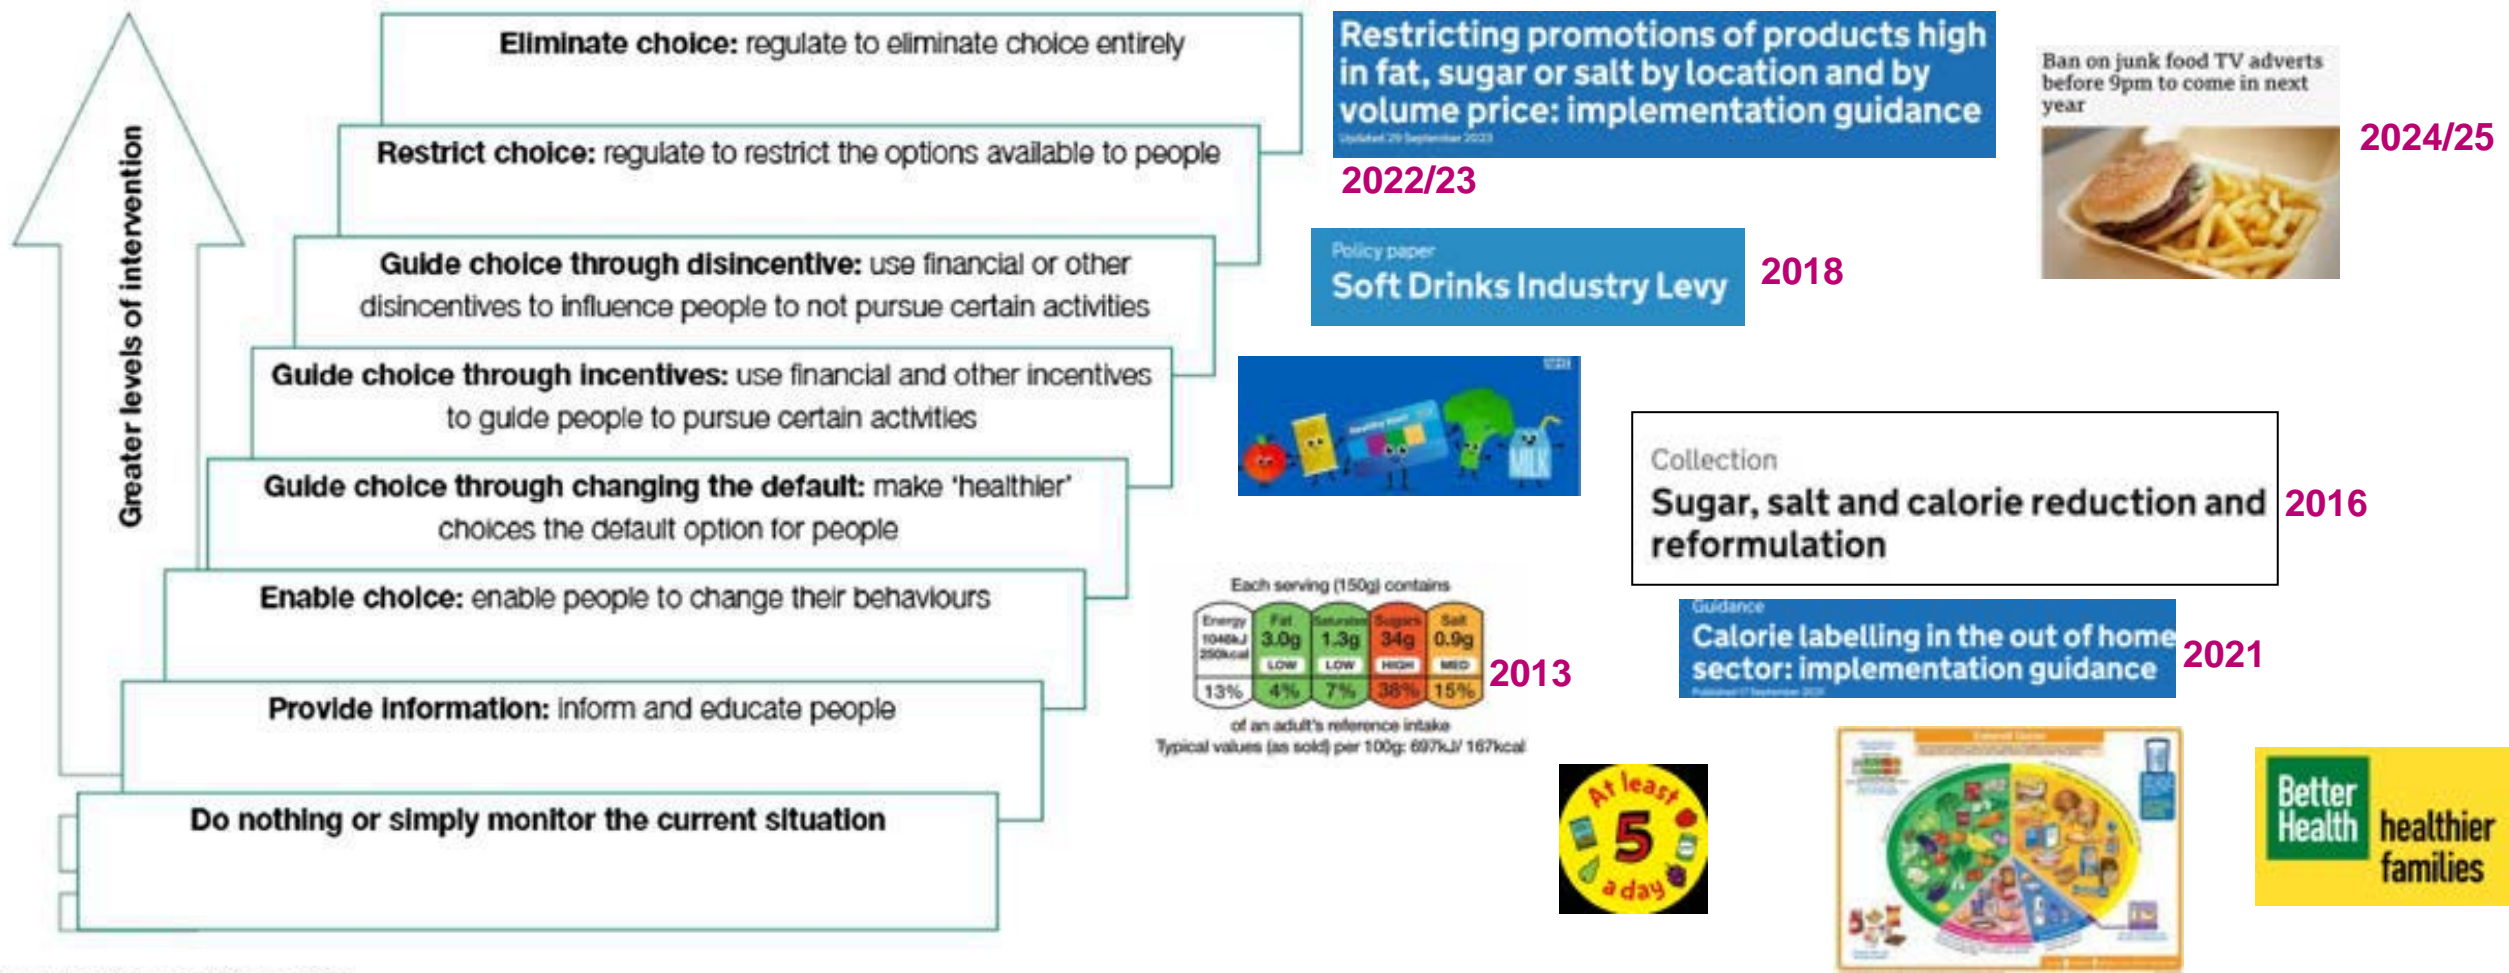 Greater levels of intervention
Eliminate choice: regulate to eliminate choice entirely
Restrict choice: regulate to restrict the options available to people
Guide choice through disincentive: use financial or other
disincentives to influence people to not pursue certain activities
Guide choice through incentives: use financial and other incentives
to guide people to pursue certain activities
Guide choice through changing the default: make ‘healthier’
choices the default option for people
Enable choice: enable people to change their behaviours
Provide information: inform and educate people
Do nothing or simply monitor the current situation
Restricting promotions of products high
in fat, sugar or salt by location and by
volume price: implementation guidance
Updated 29 September 2023
2022/23
Ban on junk food TV adverts
before 9pm to come in next
year
2024/25
Policy paper
Soft Drinks Industry Levy
2018
MILK
Collection
Sugar, salt and calorie reduction and
reformulation
2016
Each serving (150g) contains
Energy Fat Saturates Sugars Salt
1046kJ 3.0g 1.3g 34g 0.9g
250kcal
LOW LOW HIGH MED
13% 4% 7% 38% 15%
of an adult's reference intake
Typical values (as sold) per 100g: 697kJ/ 167kcal
2013
Guidance
Calorie labelling in the out of home
sector: implementation guidance
2021
At least
5
a day
Better
Health
healthier
families